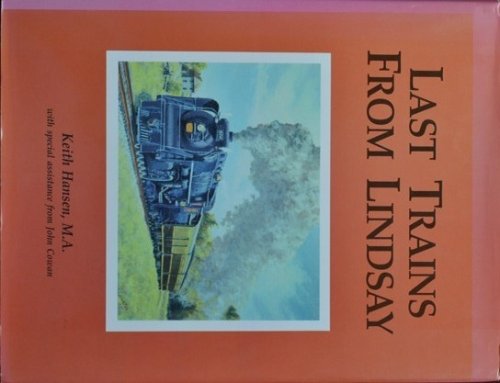 LAST TRAINS
FROM LINDSAY
Keith Hansen, M.A.
with special assistance from John Cowan